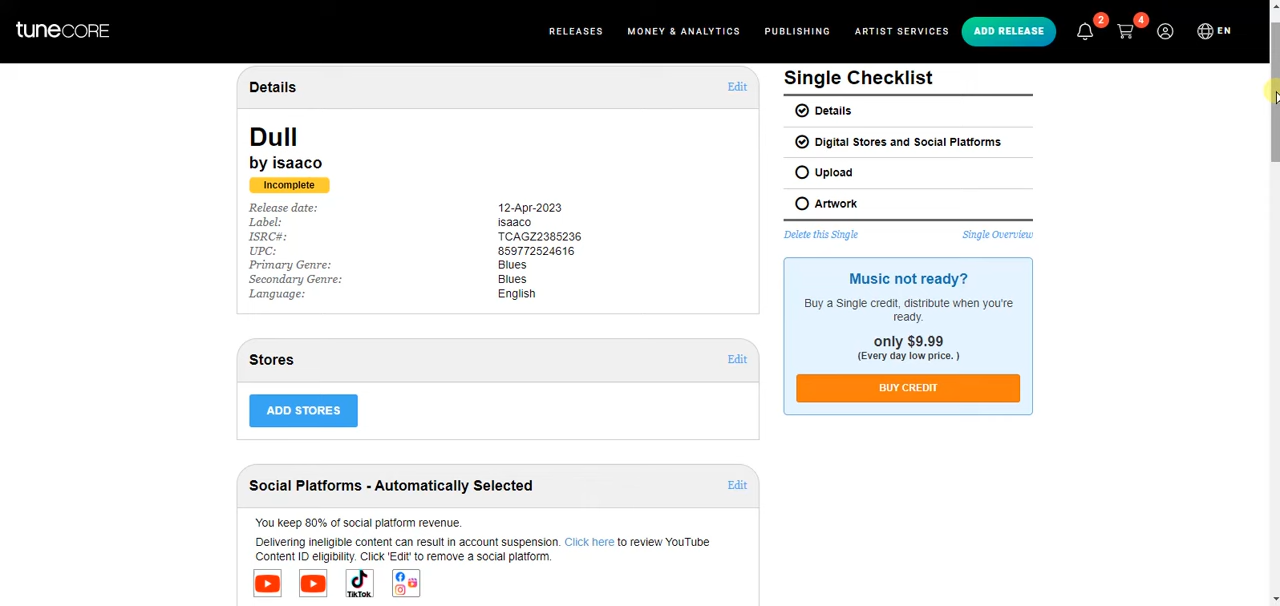 tuneCORE
RELEASES
MONEY & ANALYTICS
PUBLISHING
ARTIST SERVICES
ADD RELEASE
2
4
EN
Details
Edit
Dull
by isaaco
Incomplete
Release date: 12-Apr-2023
Label: isaaco
ISRC#: TCAGZ2385236
UPC: 859772524616
Primary Genre: Blues
Secondary Genre: Blues
Language: English
Stores
Edit
ADD STORES
Social Platforms - Automatically Selected
Edit
You keep 80% of social platform revenue.
Delivering ineligible content can result in account suspension. Click here to review YouTube
Content ID eligibility. Click 'Edit' to remove a social platform.
TikTok
Single Checklist
Details
Digital Stores and Social Platforms
Upload
Artwork
Delete this Single
Single Overview
Music not ready?
Buy a Single credit, distribute when you're
ready.
only $9.99
(Every day low price. )
BUY CREDIT